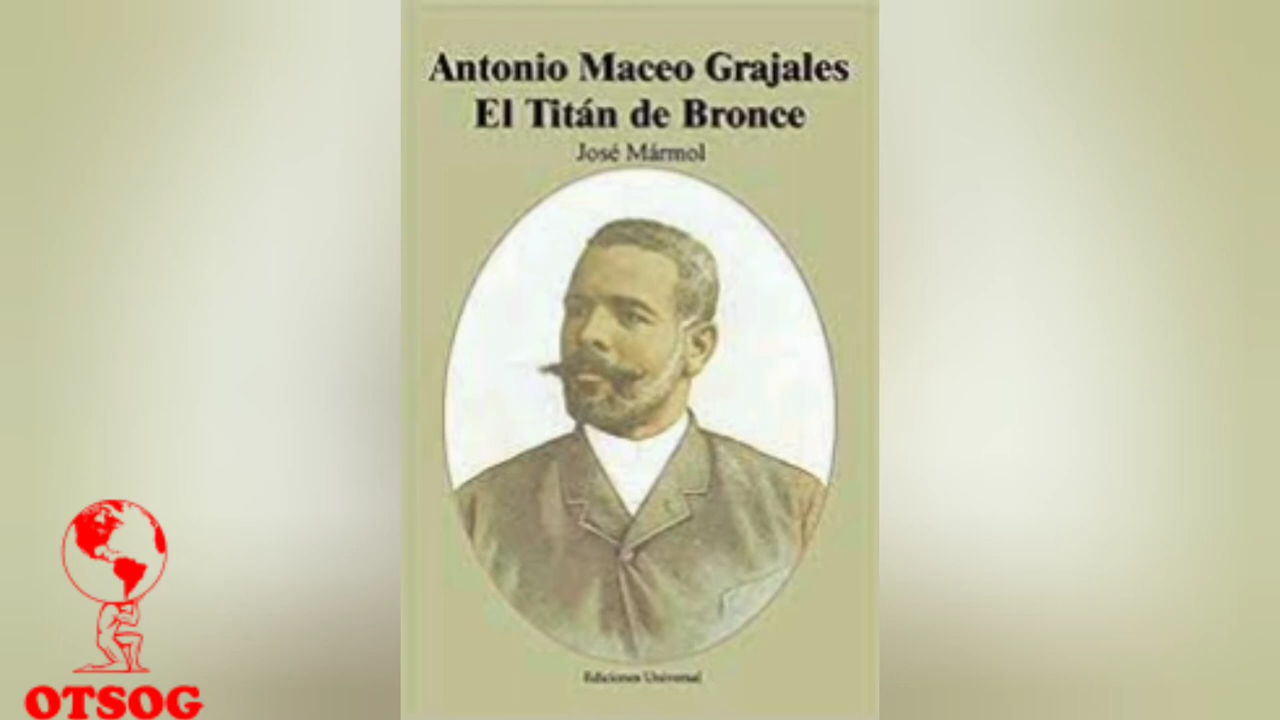 Antonio Maceo Grajales
El Titán de Bronce
José Mármol
Ediciones Universal
OTSOG